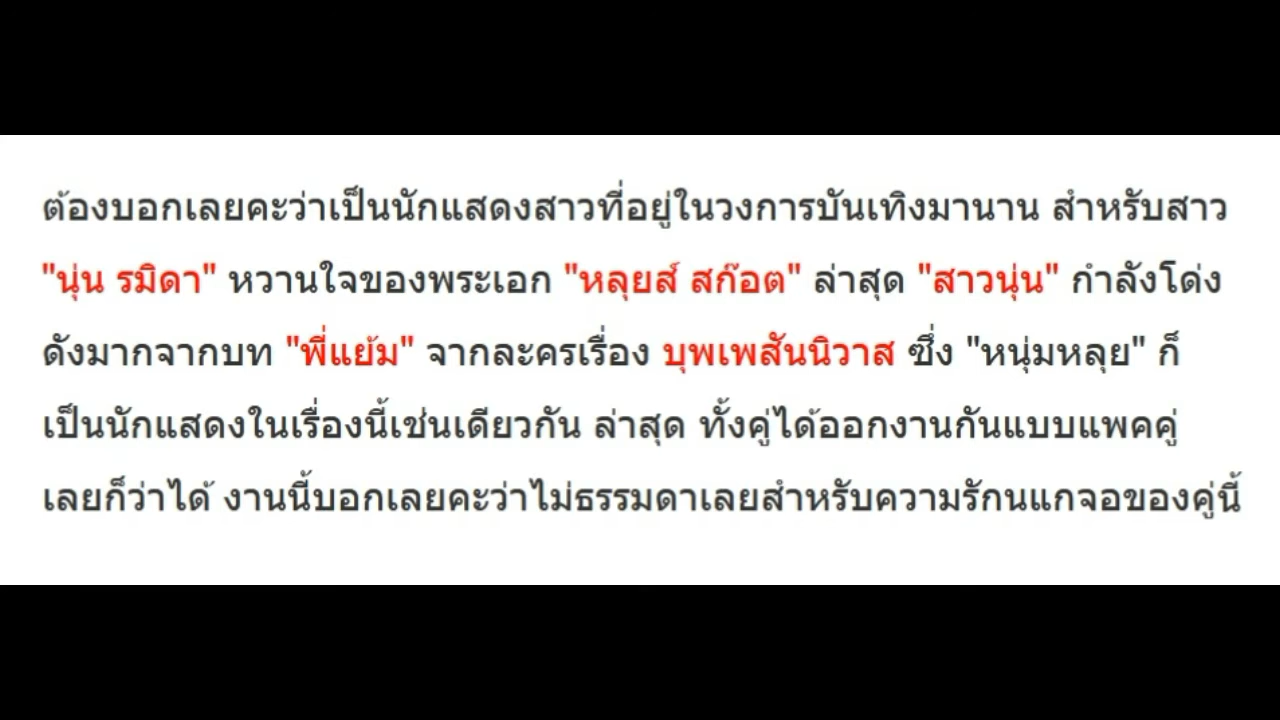 ต้องบอกเลยคะว่าเป็นนักแสดงสาวที่อยู่ในวงการบันเทิงมานาน สำหรับสาว
"นุ่น รมิดา" หวานใจของพระเอก "หลุยส์ สก๊อต" ล่าสุด "สาวนุ่น" กำลังโด่ง
ดังมากจากบท "พี่แย้ม" จากละครเรื่อง บุพเพสันนิวาส ซึ่ง "หนุ่มหลุย" ก็
เป็นนักแสดงในเรื่องนี้เช่นเดียวกัน ล่าสุด ทั้งคู่ได้ออกงานกันแบบแพคคู่
เลยก็ว่าได้ งานนี้บอกเลยคะว่าไม่ธรรมดาเลยสำหรับความรักนแกจอของคู่นี้